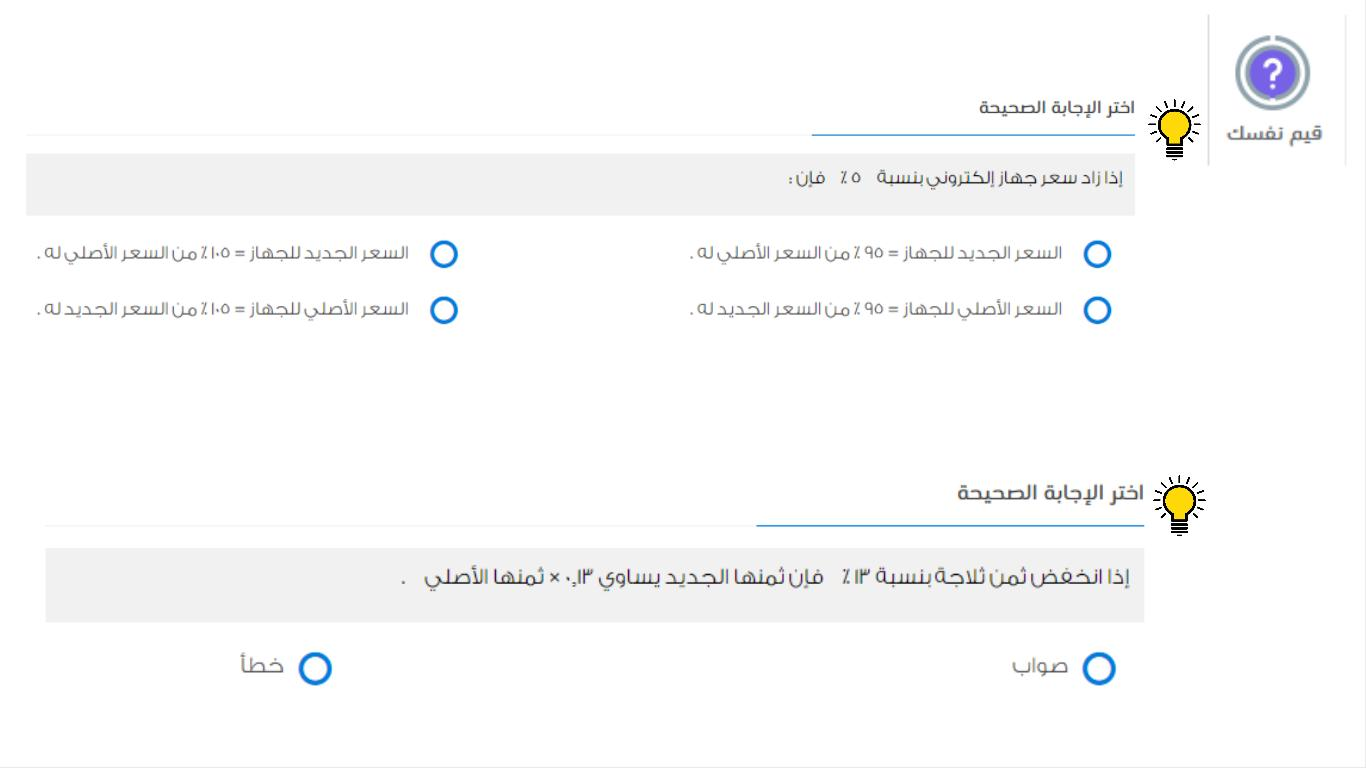 ?
قيم نفسك
اختر الإجابة الصحيحة
إذا زاد سعر جهاز إلكتروني بنسبة ٥ ٪ فإن :
السعر الجديد للجهاز = ٩٥ ٪ من السعر الأصلي له .
السعر الجديد للجهاز = ١٠٥ ٪ من السعر الأصلي له .
السعر الأصلي للجهاز = ٩٥ ٪ من السعر الجديد له .
السعر الأصلي للجهاز = ١٠٥ ٪ من السعر الجديد له .
اختر الإجابة الصحيحة
إذا انخفض ثمن ثلاجة بنسبة ١٣ ٪ فإن ثمنها الجديد يساوي ٠,١٣ × ثمنها الأصلي .
صواب
خطأ